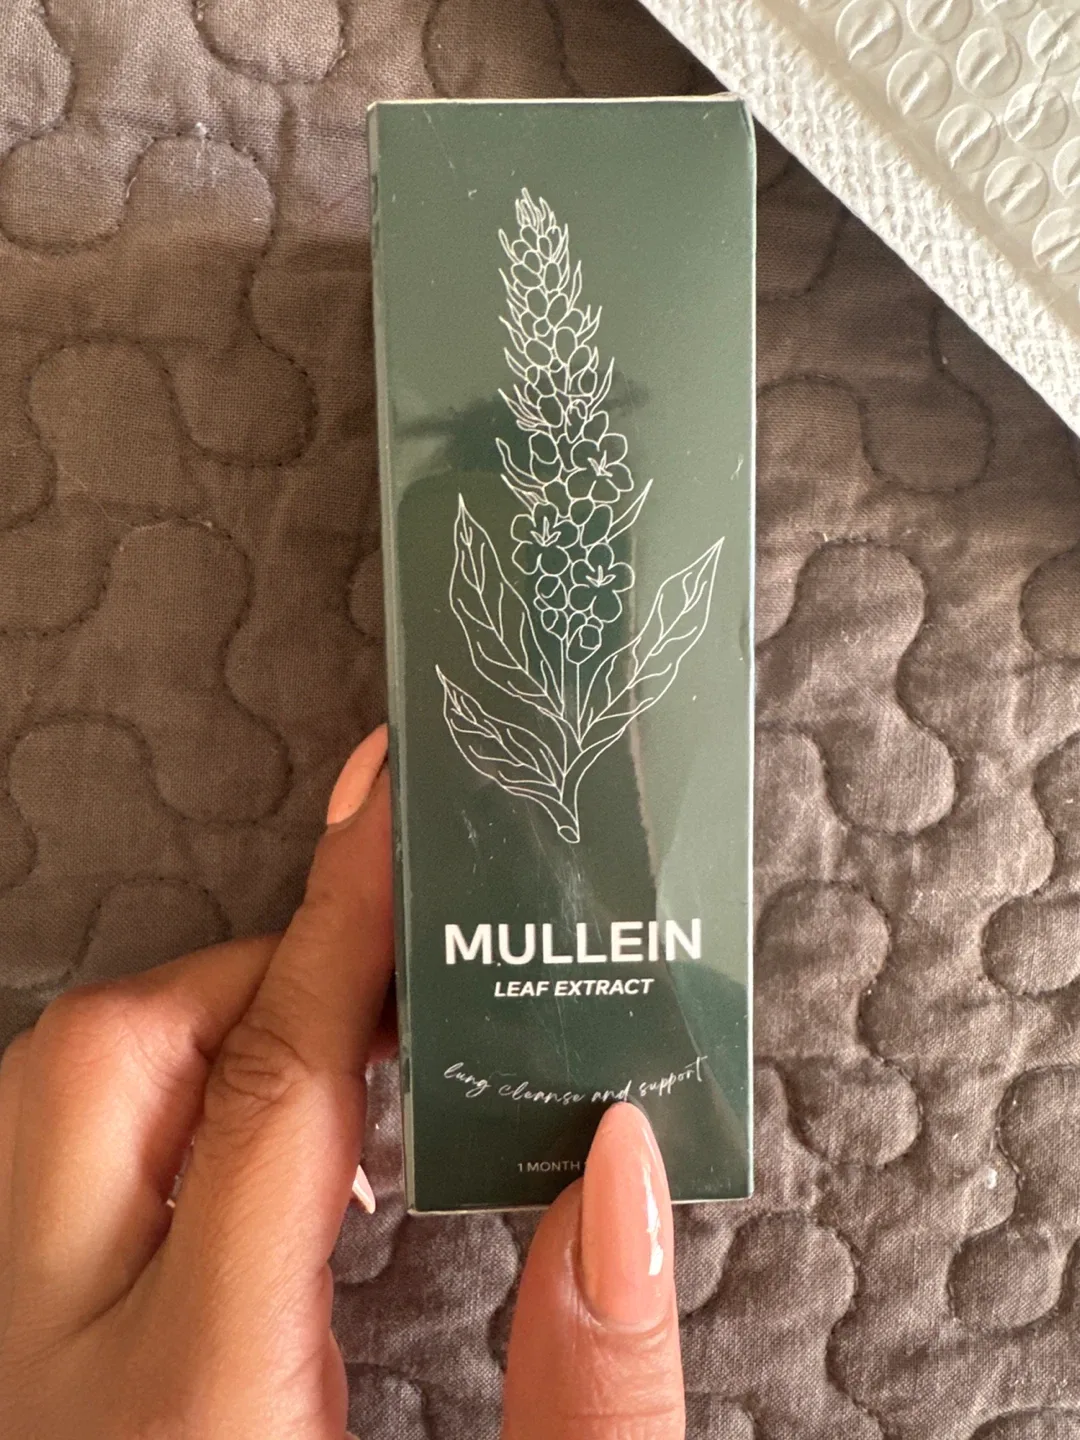 MULLEIN
LEAF EXTRACT
lung cleanse and support
1 MONTH